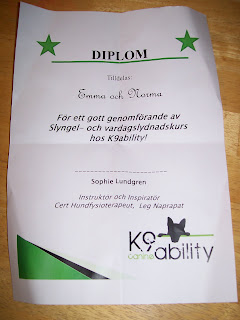 DIPLOM
Tilldelas:
Emma och Norma
För ett gott genomförande av
Slyngel- och vardagslydnadskurs
hos K9ability!
Sophie Lundgren
Instruktör och Inspiratör
Cert Hundfysioterapeut, Leg Naprapat
K9
canine
ability